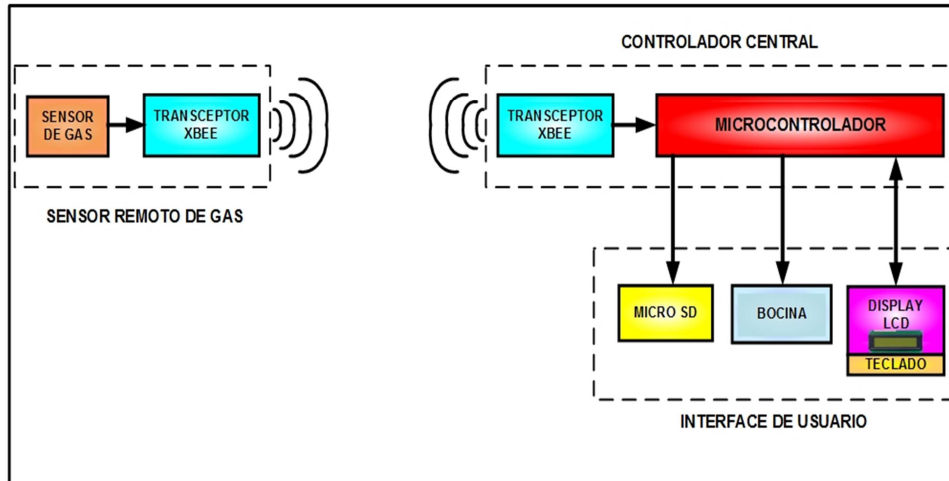 CONTROLADOR CENTRAL
SENSOR
DE GAS
TRANSCEPTOR
XBEE
TRANSCEPTOR
XBEE
MICROCONTROLADOR
SENSOR REMOTO DE GAS
MICRO SD
BOCINA
DISPLAY
LCD
TECLADO
INTERFACE DE USUARIO